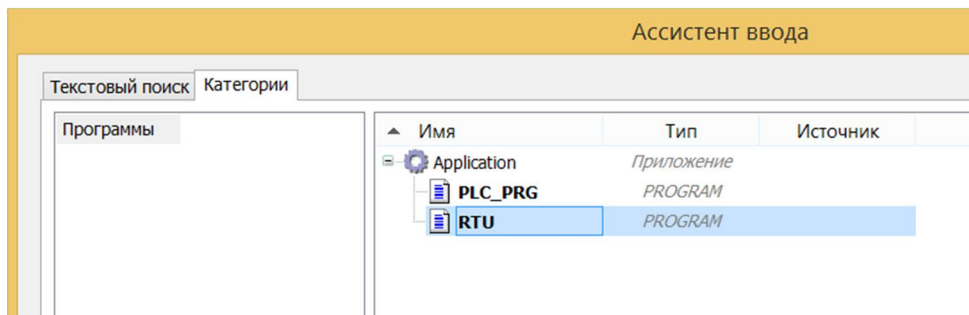 Ассистент ввода
Текстовый поиск Категории
Программы
Имя Тип Источник
Application Приложение
PLC_PRG PROGRAM
RTU PROGRAM